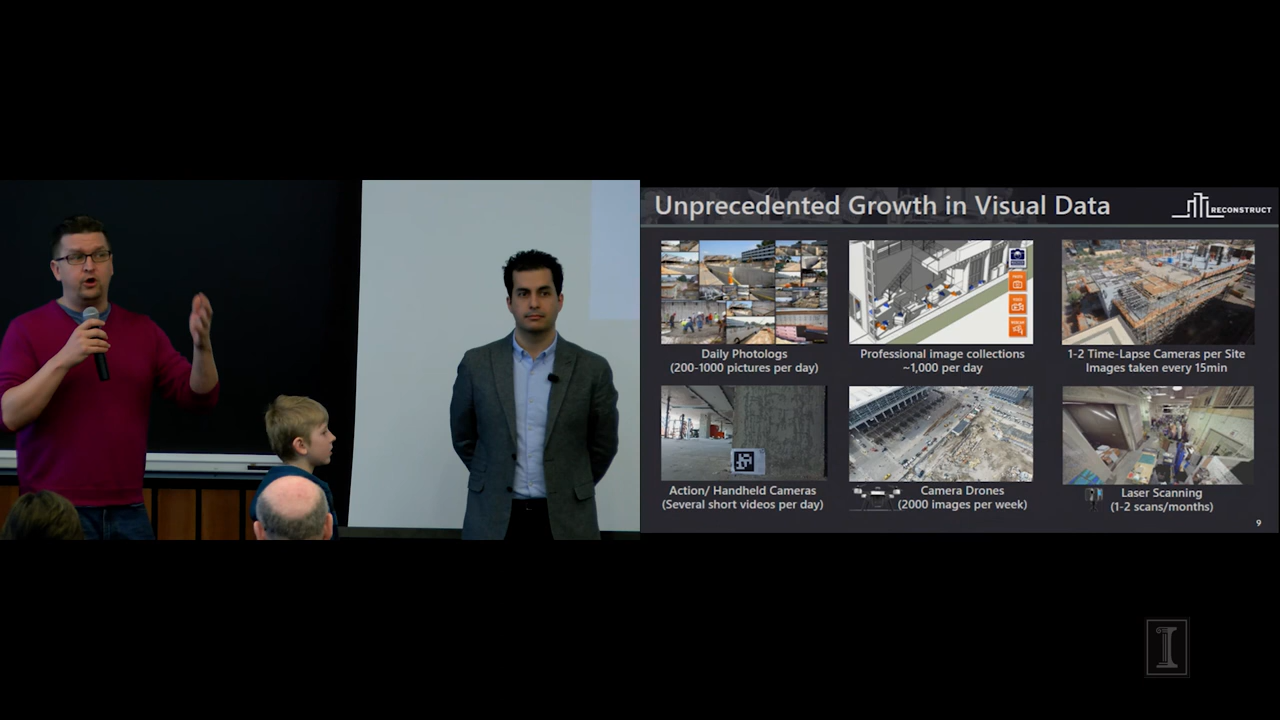 Unprecedented Growth in Visual Data
RECONSTRUCT
Daily Photologs
(200-1000 pictures per day)
Professional image collections
~1,000 per day
1-2 Time-Lapse Cameras per Site
Images taken every 15min
Action/ Handheld Cameras
(Several short videos per day)
Camera Drones
(2000 images per week)
Laser Scanning
(1-2 scans/months)
9
I